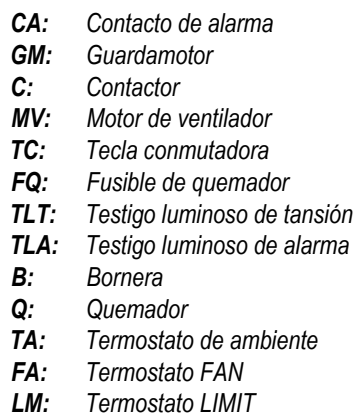 CA: Contacto de alarma
GM: Guardamotor
C: Contactor
MV: Motor de ventilador
TC: Tecla conmutadora
FQ: Fusible de quemador
TLT: Testigo luminoso de tansión
TLA: Testigo luminoso de alarma
B: Bornera
Q: Quemador
TA: Termostato de ambiente
FA: Termostato FAN
LM: Termostato LIMIT